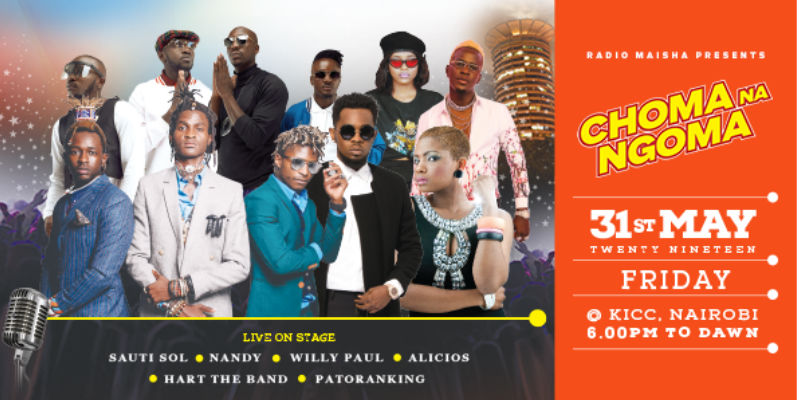 RADIO MAISHA PRESENTS
CHOMA NA
NGOMA
31ST MAY
TWENTY NINETEEN
FRIDAY
@ KICC, NAIROBI
6.00PM TO DAWN
LIVE ON STAGE
SAUTI SOL ● NANDY ● WILLY PAUL ● ALICIOS
● HART THE BAND ● PATORANKING